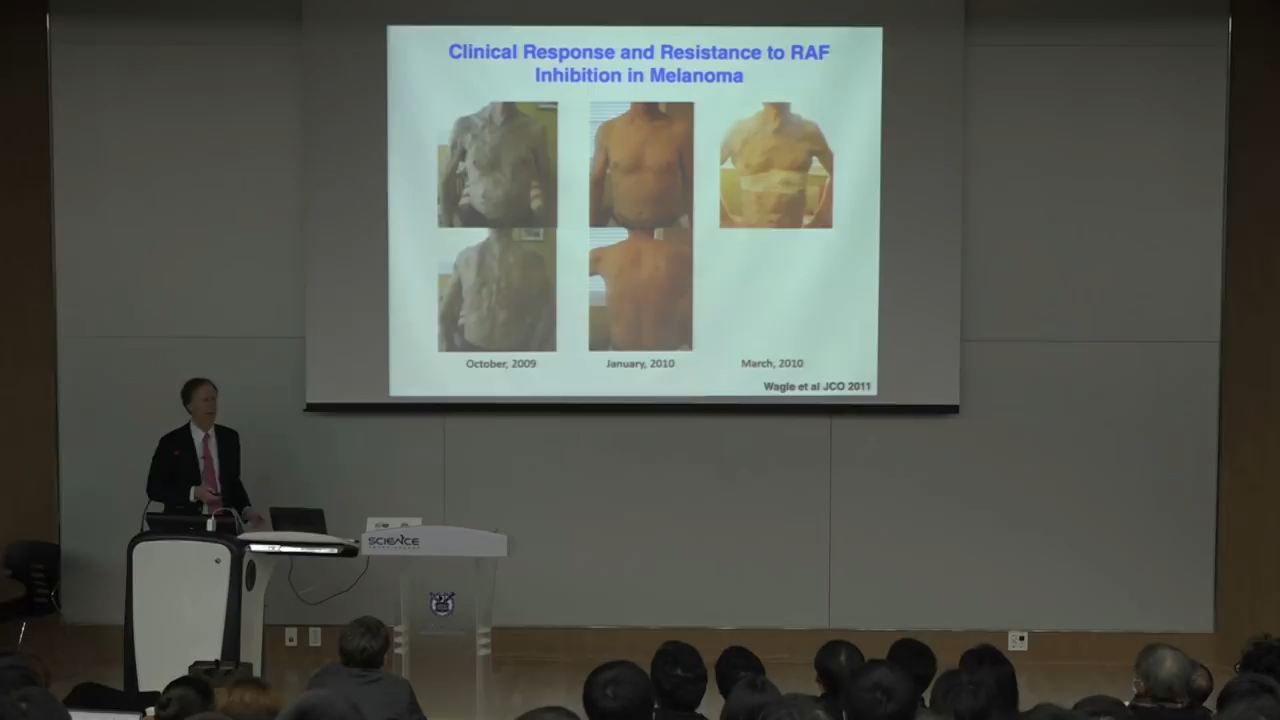 Clinical Response and Resistance to RAF
Inhibition in Melanoma
October, 2009
January, 2010
March, 2010
Wagle et al JCO 2011
SCIENCE